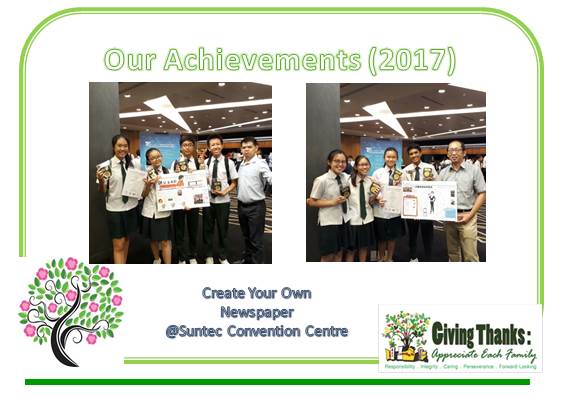 Our Achievements (2017)
Create Your Own
Newspaper
@Suntec Convention Centre
Giving Thanks:
Appreciate Each Family
Responsibility . Integrity . Caring . Perseverance . Forward Looking